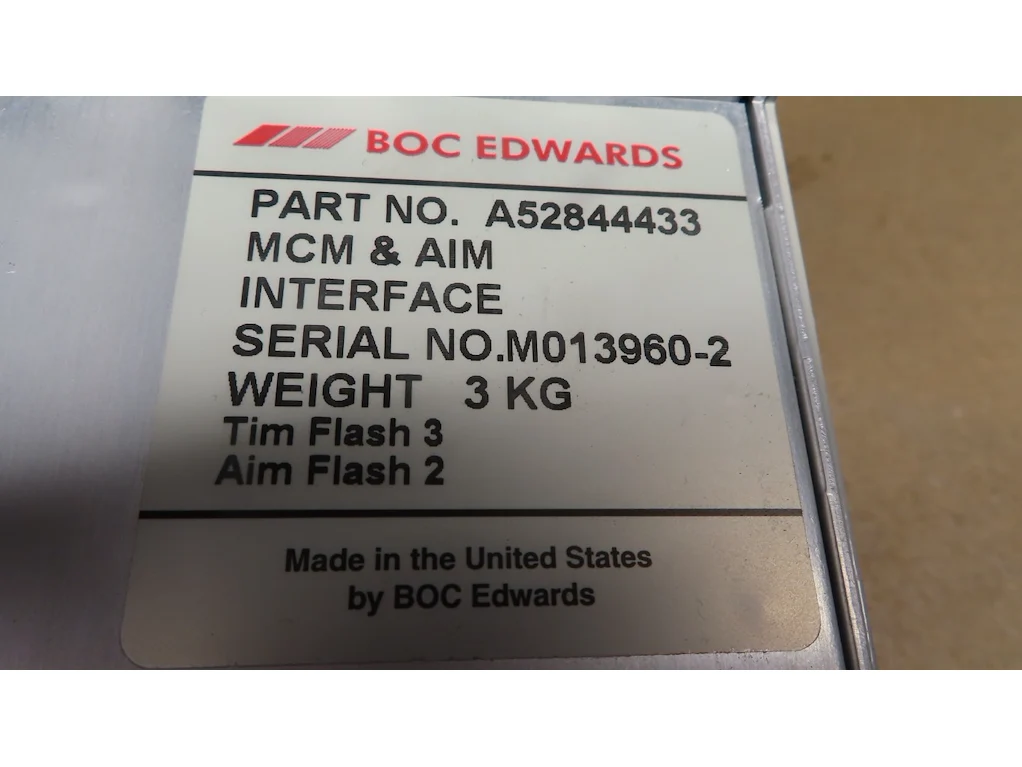 BOC EDWARDS
PART NO. A52844433
MCM & AIM
INTERFACE
SERIAL NO.M013960-2
WEIGHT 3 KG
Tim Flash 3
Aim Flash 2
Made in the United States
by BOC Edwards